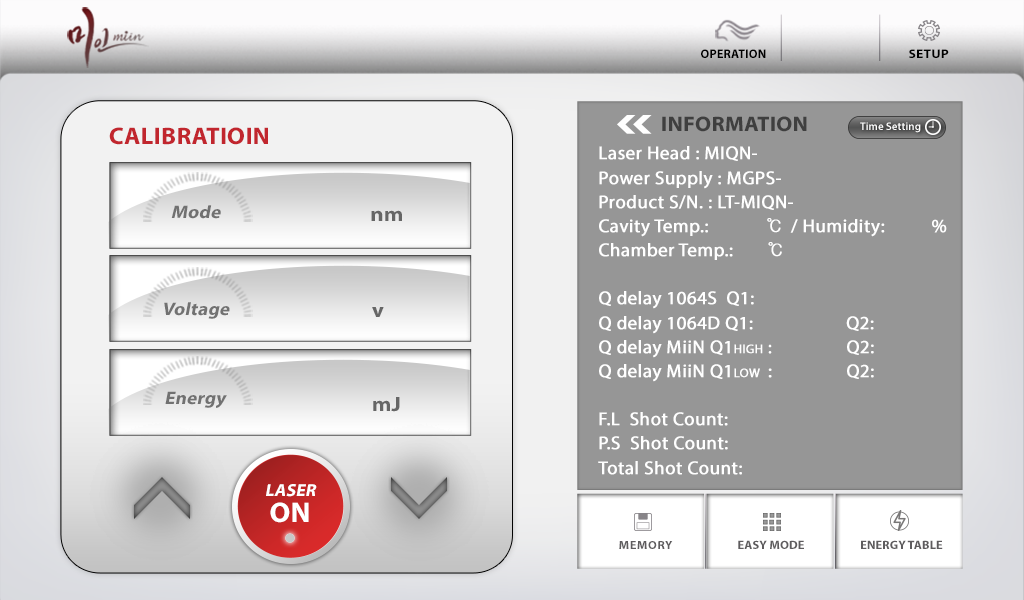 미인 miin
OPERATION
SETUP
CALIBRATIOIN
Mode nm
Voltage v
Energy mJ
LASER
ON
INFORMATION
Time Setting
Laser Head : MIQN-
Power Supply : MGPS-
Product S/N. : LT-MIQN-
Cavity Temp.: ℃ / Humidity: %
Chamber Temp.: ℃
Q delay 1064S Q1:
Q delay 1064D Q1: Q2:
Q delay MiiN Q1HIGH : Q2:
Q delay MiiN Q1LOW : Q2:
F.L Shot Count:
P.S Shot Count:
Total Shot Count:
MEMORY
EASY MODE
ENERGY TABLE